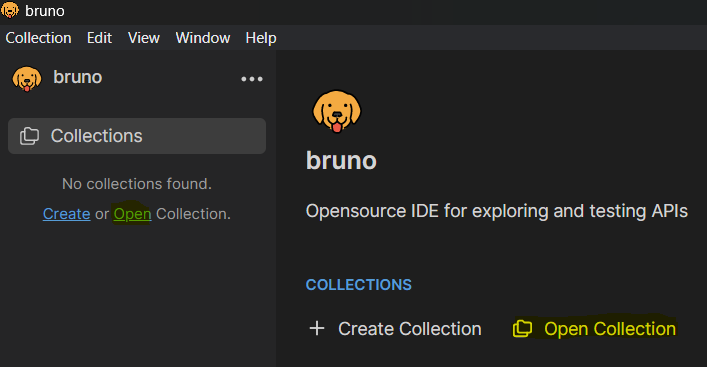 bruno
Collection Edit View Window Help
bruno
Collections
No collections found.
Create or Open Collection.
bruno
Opensource IDE for exploring and testing APIs
COLLECTIONS
+ Create Collection
Open Collection